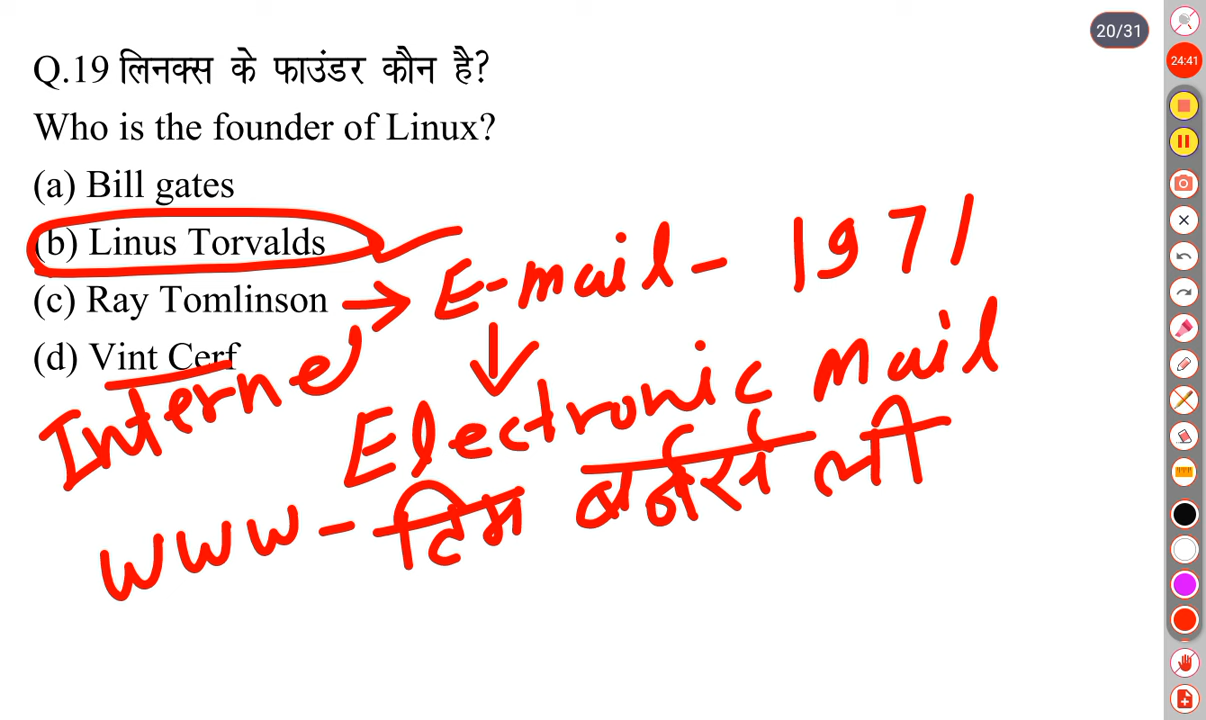 20/31
24:41
Q.19 लिनक्स के फाउंडर कौन है?
Who is the founder of Linux?
(a) Bill gates
(b) Linus Torvalds
(c) Ray Tomlinson → E-mail - 1971
(d) Vint Cerf
Interne
Electronic Mail
WWW - टिम बर्नर्स ली